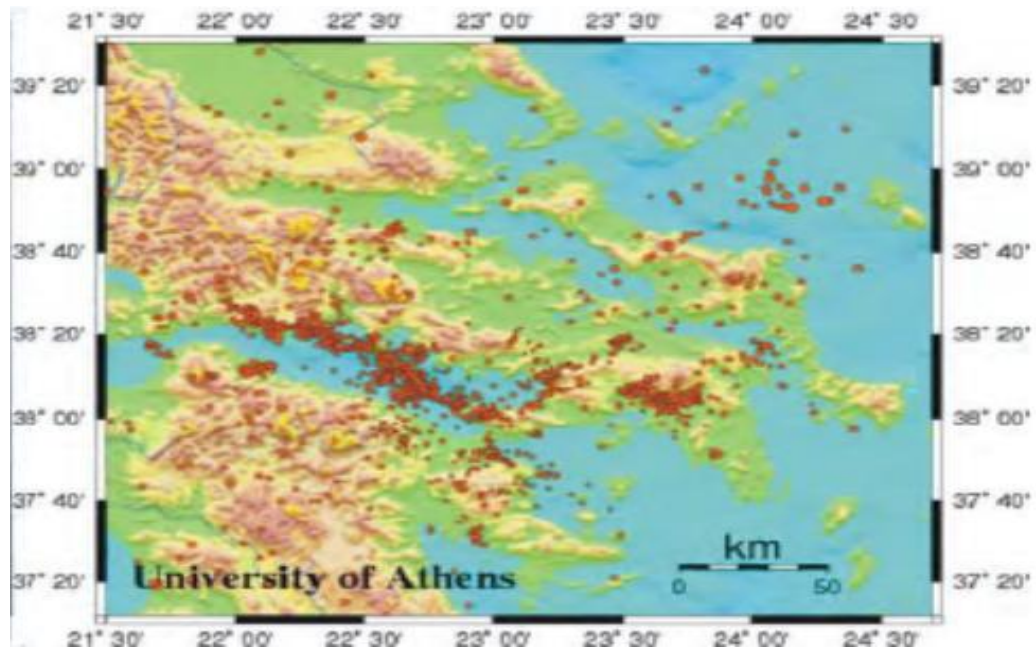 21° 30' 22° 00' 22° 30' 23° 00' 23° 30' 24° 00' 24° 30'
39° 20' 39° 20'
39° 00' 39° 00'
38° 40' 38° 40'
38° 20' 38° 20'
38° 00' 38° 00'
37° 40' 37° 40'
km
University of Athens 0 50
37° 20' 37° 20'
21° 30' 22° 00' 22° 30' 23° 00' 23° 30' 24° 00' 24° 30'